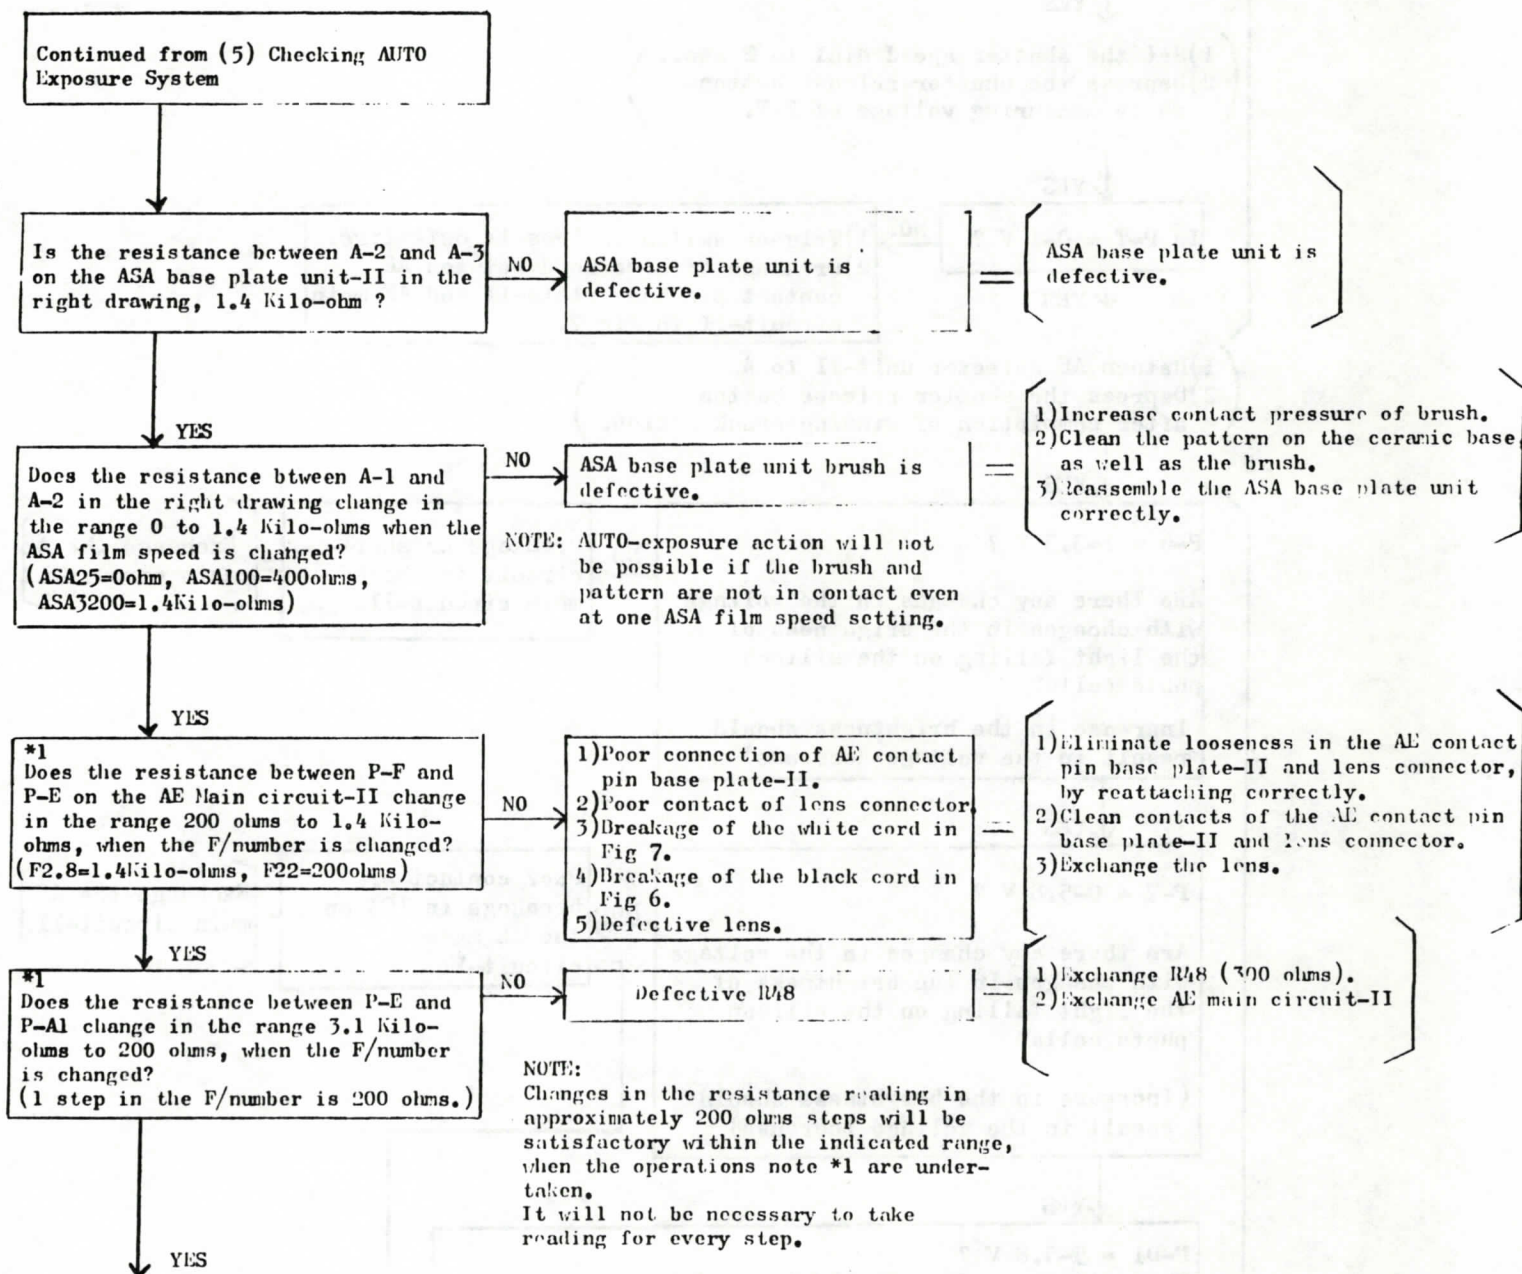 Continued from (5) Checking AUTO
Exposure System
Is the resistance between A-2 and A-3
on the ASA base plate unit-II in the
right drawing, 1.4 Kilo-ohm ?
NO
ASA base plate unit is
defective.
=
ASA base plate unit is
defective.
YES
Does the resistance btween A-1 and
A-2 in the right drawing change in
the range 0 to 1.4 Kilo-ohms when the
ASA film speed is changed?
(ASA25=0ohm, ASA100=400ohms,
ASA3200=1.4Kilo-ohms)
NO
ASA base plate unit brush is
defective.
=
1)Increase contact pressure of brush.
2)Clean the pattern on the ceramic base,
as well as the brush.
3)Reassemble the ASA base plate unit
correctly.
NOTE: AUTO-exposure action will not
be possible if the brush and
pattern are not in contact even
at one ASA film speed setting.
YES
*1
Does the resistance between P-F and
P-E on the AE Main circuit-II change
in the range 200 ohms to 1.4 Kilo-
ohms, when the F/number is changed?
(F2.8=1.4Kilo-ohms, F22=200ohms)
NO
1)Poor connection of AE contact
pin base plate-II.
2)Poor contact of lens connector.
3)Breakage of the white cord in
Fig 7.
4)Breakage of the black cord in
Fig 6.
5)Defective lens.
=
1)Eliminate looseness in the AE contact
pin base plate-II and lens connector,
by reattaching correctly.
2)Clean contacts of the AE contact pin
base plate-II and lens connector.
3)Exchange the lens.
YES
*1
Does the resistance between P-E and
P-A1 change in the range 3.1 Kilo-
ohms to 200 ohms, when the F/number
is changed?
(1 step in the F/number is 200 ohms.)
NO
Defective R48
=
1)Exchange R48 (300 ohms).
2)Exchange AE main circuit-II
NOTE:
Changes in the resistance reading in
approximately 200 ohms steps will be
satisfactory within the indicated range,
when the operations note *1 are under-
taken.
It will not be necessary to take
reading for every step.
YES